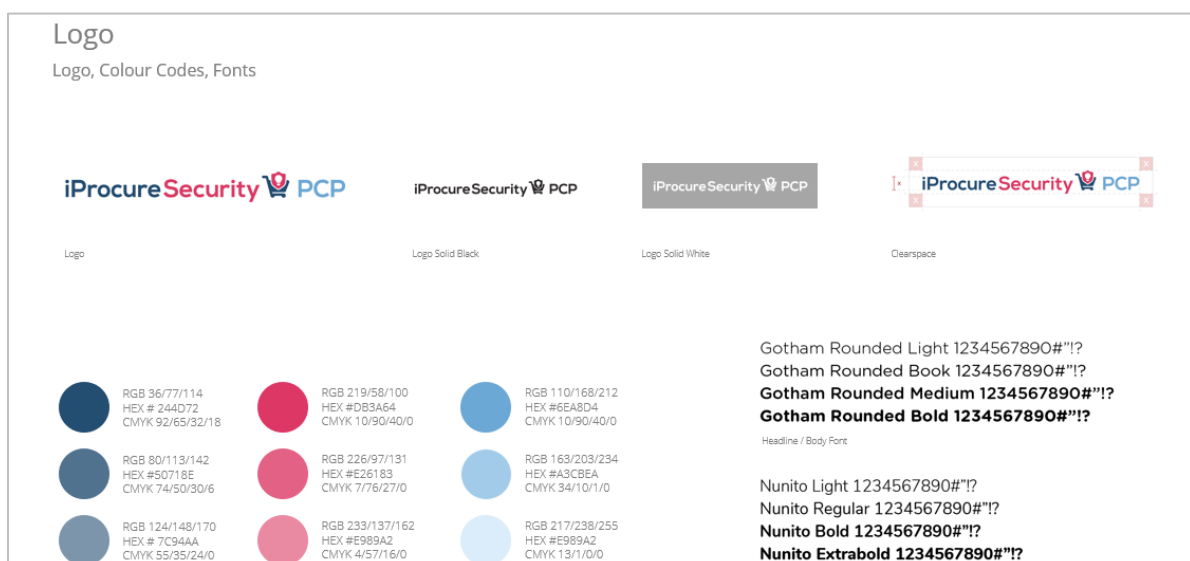 Logo
Logo, Colour Codes, Fonts
iProcureSecurity PCP
iProcureSecurity PCP
iProcureSecurity PCP
x
x
x
iProcureSecurity PCP
x
x
Logo
Logo Solid Black
Logo Solid White
Clearspace
RGB 36/77/114
HEX # 244D72
CMYK 92/65/32/18
RGB 219/58/100
HEX #DB3A64
CMYK 10/90/40/0
RGB 110/168/212
HEX #6EA8D4
CMYK 10/90/40/0
RGB 80/113/142
HEX #50718E
CMYK 74/50/30/6
RGB 226/97/131
HEX #E26183
CMYK 7/76/27/0
RGB 163/203/234
HEX #A3CBEA
CMYK 34/10/1/0
RGB 124/148/170
HEX # 7C94AA
CMYK 55/35/24/0
RGB 233/137/162
HEX #E989A2
CMYK 4/57/16/0
RGB 217/238/255
HEX #E989A2
CMYK 13/1/0/0
Gotham Rounded Light 1234567890#”!?
Gotham Rounded Book 1234567890#”!?
Gotham Rounded Medium 1234567890#”!?
Gotham Rounded Bold 1234567890#”!?
Headline / Body Font
Nunito Light 1234567890#”!?
Nunito Regular 1234567890#”!?
Nunito Bold 1234567890#”!?
Nunito Extrabold 1234567890#”!?